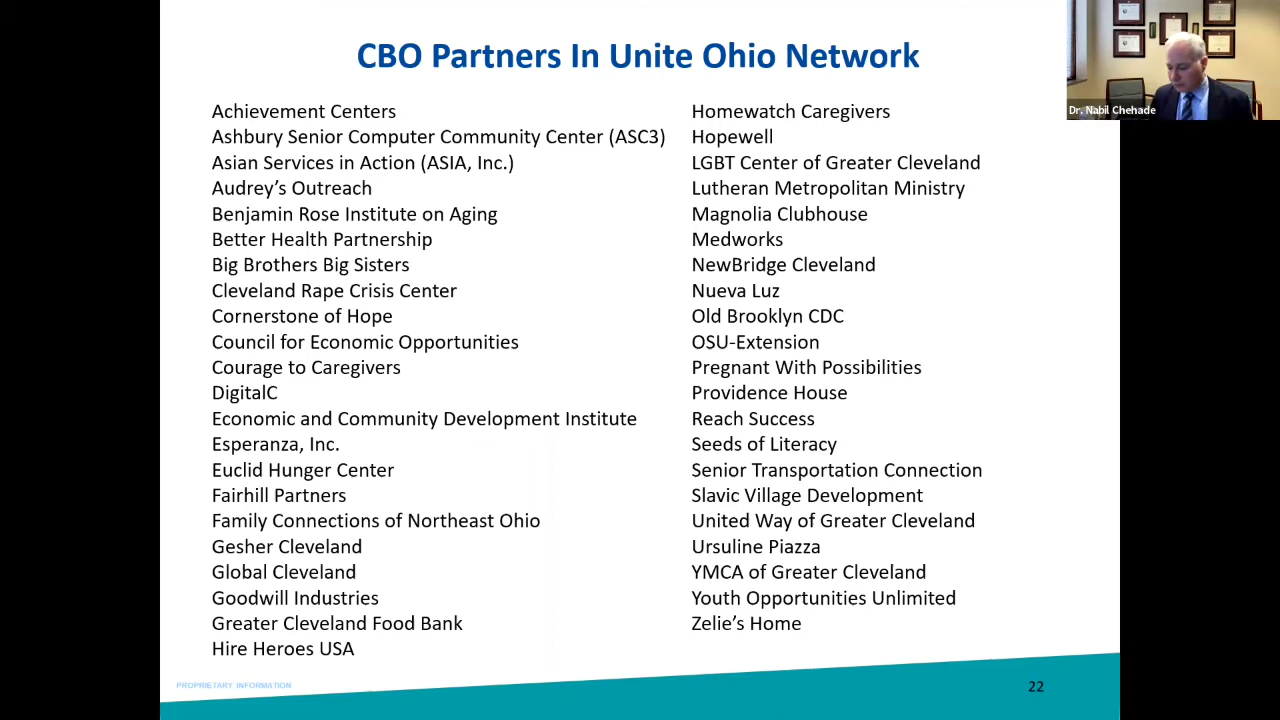 CBO Partners In Unite Ohio Network
Dr. Nabil Chehade
Achievement Centers
Ashbury Senior Computer Community Center (ASC3)
Asian Services in Action (ASIA, Inc.)
Audrey’s Outreach
Benjamin Rose Institute on Aging
Better Health Partnership
Big Brothers Big Sisters
Cleveland Rape Crisis Center
Cornerstone of Hope
Council for Economic Opportunities
Courage to Caregivers
DigitalC
Economic and Community Development Institute
Esperanza, Inc.
Euclid Hunger Center
Fairhill Partners
Family Connections of Northeast Ohio
Gesher Cleveland
Global Cleveland
Goodwill Industries
Greater Cleveland Food Bank
Hire Heroes USA
Homewatch Caregivers
Hopewell
LGBT Center of Greater Cleveland
Lutheran Metropolitan Ministry
Magnolia Clubhouse
Medworks
NewBridge Cleveland
Nueva Luz
Old Brooklyn CDC
OSU-Extension
Pregnant With Possibilities
Providence House
Reach Success
Seeds of Literacy
Senior Transportation Connection
Slavic Village Development
United Way of Greater Cleveland
Ursuline Piazza
YMCA of Greater Cleveland
Youth Opportunities Unlimited
Zelie’s Home
PROPRIETARY INFORMATION
22